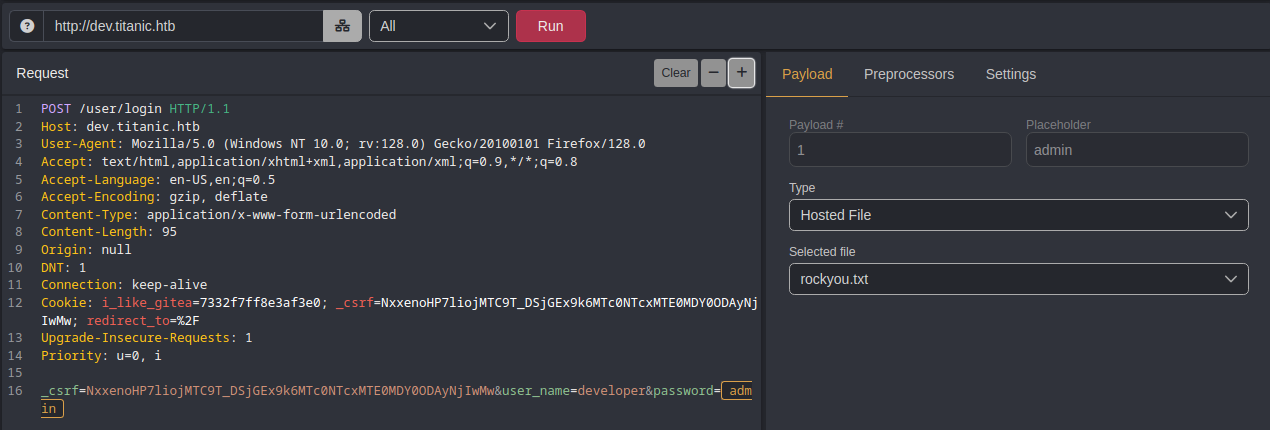 ? http://dev.titanic.htb All Run
Request Clear − +
Payload Preprocessors Settings
1 POST /user/login HTTP/1.1
2 Host: dev.titanic.htb
3 User-Agent: Mozilla/5.0 (Windows NT 10.0; rv:128.0) Gecko/20100101 Firefox/128.0
4 Accept: text/html,application/xhtml+xml,application/xml;q=0.9,*/*;q=0.8
5 Accept-Language: en-US,en;q=0.5
6 Accept-Encoding: gzip, deflate
7 Content-Type: application/x-www-form-urlencoded
8 Content-Length: 95
9 Origin: null
10 DNT: 1
11 Connection: keep-alive
12 Cookie: i_like_gitea=7332f7ff8e3af3e0; _csrf=NxxenoHP7liojMTC9T_DSjGEx9k6MTc0NTcxMTE0MDY0ODAyNj
IwMw; redirect_to=%2F
13 Upgrade-Insecure-Requests: 1
14 Priority: u=0, i
15
16 _csrf=NxxenoHP7liojMTC9T_DSjGEx9k6MTc0NTcxMTE0MDY0ODAyNjIwMw&user_name=developer&password=adm
in
Payload # Placeholder
1 admin
Type
Hosted File
Selected file
rockyou.txt